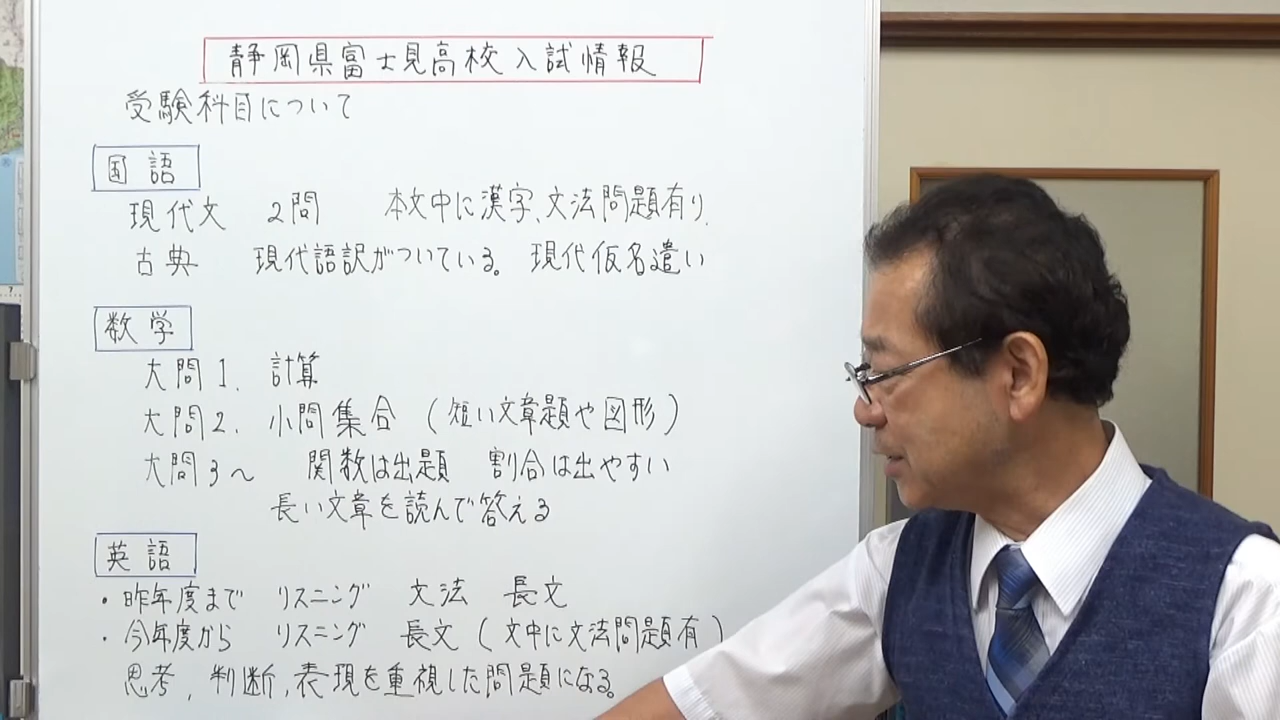 静岡県富士見高校入試情報
受験科目について
国語
現代文 2問 本文中に漢字、文法問題有り.
古典 現代語訳がついている。現代仮名遣い
数学
大問1. 計算
大問2. 小問集合 (短い文章題や図形)
大問3~ 関数は出題 割合は出やすい
長い文章を読んで答える
英語
・昨年度まで リスニング 文法 長文
・今年度から リスニング 長文 (文中に文法問題有)
思考, 判断, 表現を重視した問題になる。